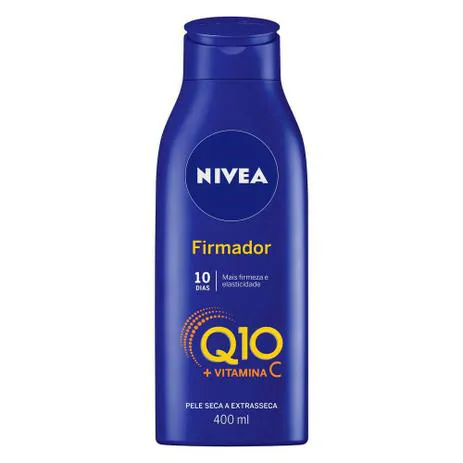 NIVEA
Firmador
10 DIAS
Mais firmeza e
elasticidade
Q10
+ VITAMINA C
PELE SECA A EXTRASSECA
400 ml